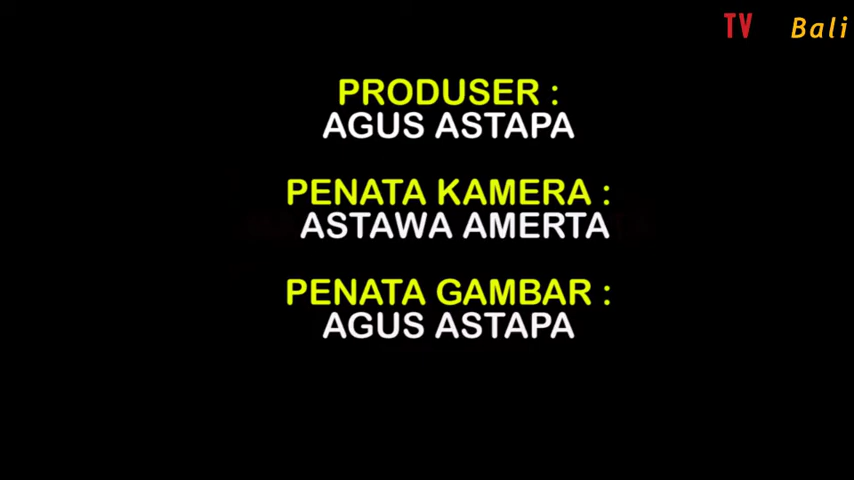 TV Bali
PRODUSER :
AGUS ASTAPA
PENATA KAMERA :
ASTAWA AMERTA
PENATA GAMBAR :
AGUS ASTAPA